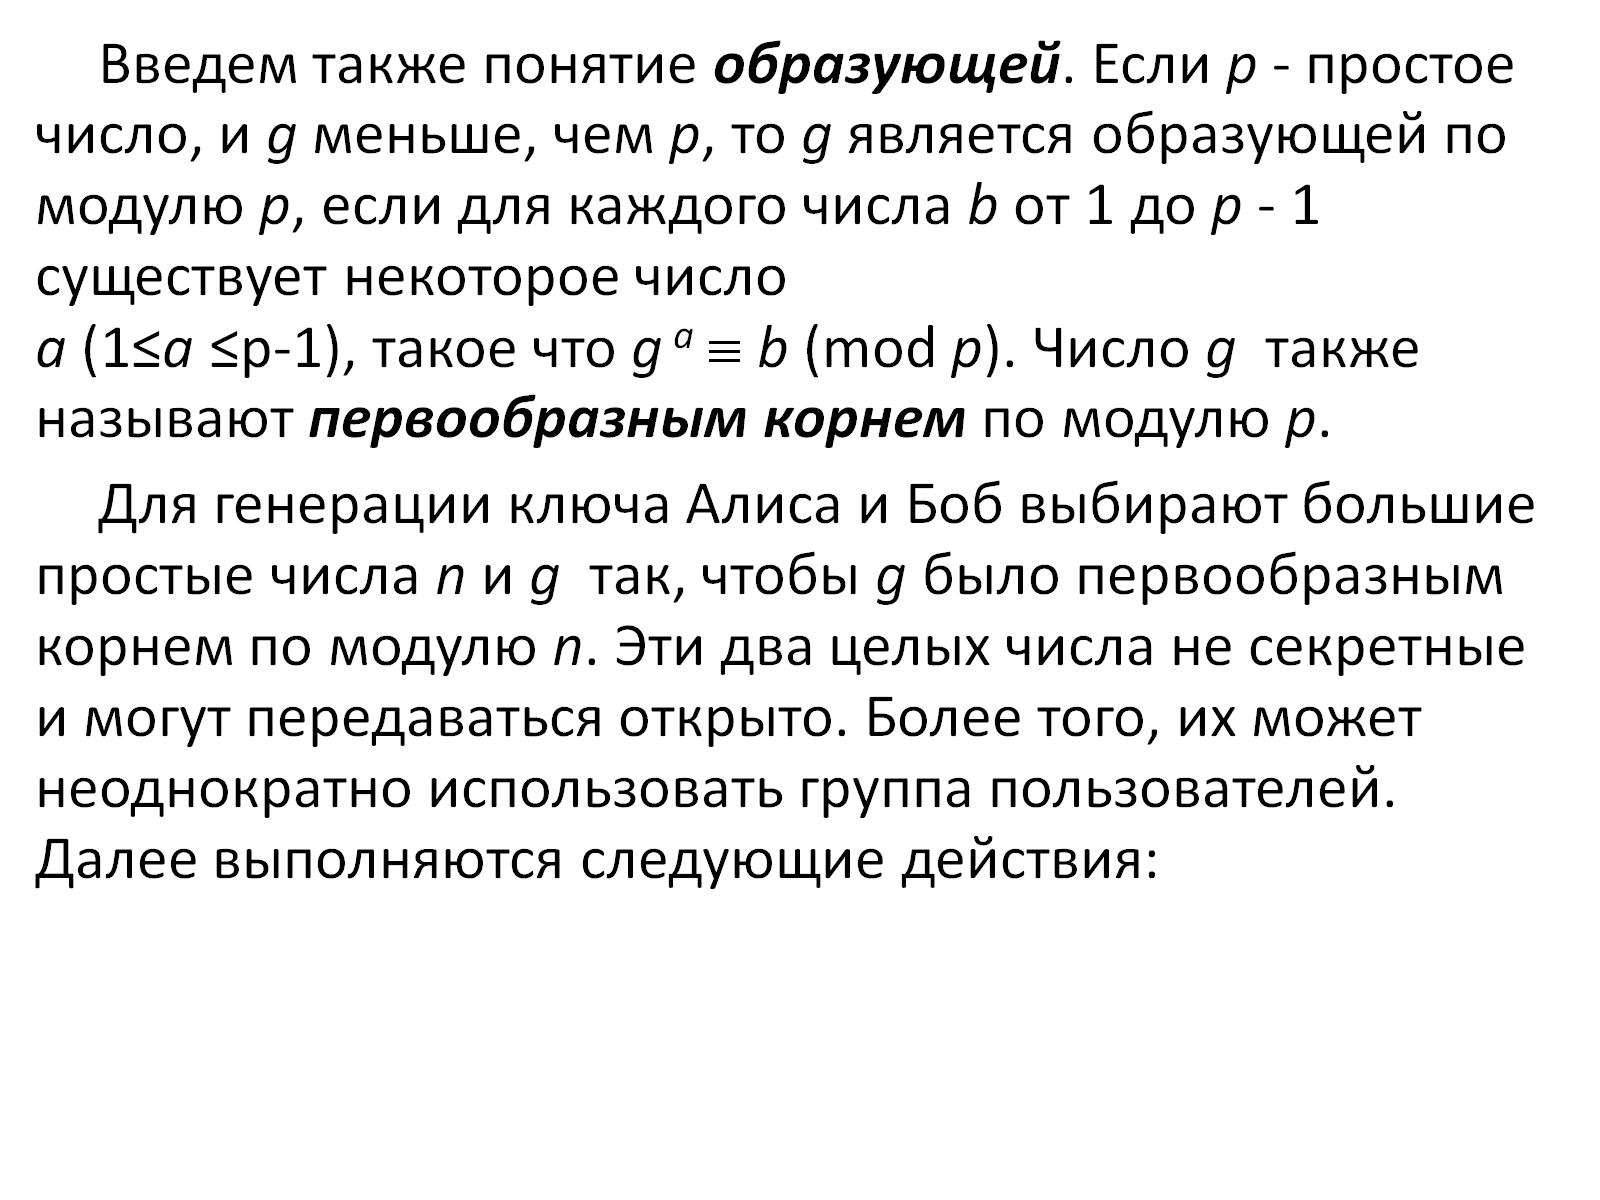 Введем также понятие образующей. Если p - простое
число, и g меньше, чем p, то g является образующей по
модулю p, если для каждого числа b от 1 до p - 1
существует некоторое число
a (1≤a ≤p-1), такое что g ᵃ ≡ b (mod p). Число g также
называют первообразным корнем по модулю p.
Для генерации ключа Алиса и Боб выбирают большие
простые числа n и g так, чтобы g было первообразным
корнем по модулю n. Эти два целых числа не секретные
и могут передаваться открыто. Более того, их может
неоднократно использовать группа пользователей.
Далее выполняются следующие действия: